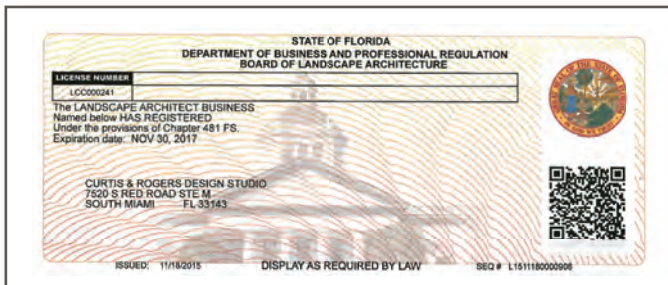 STATE OF FLORIDA
DEPARTMENT OF BUSINESS AND PROFESSIONAL REGULATION
BOARD OF LANDSCAPE ARCHITECTURE
LICENSE NUMBER
LCC000241
The LANDSCAPE ARCHITECT BUSINESS
Named below HAS REGISTERED
Under the provisions of Chapter 481 FS.
Expiration date: NOV 30, 2017
CURTIS & ROGERS DESIGN STUDIO
7520 S RED ROAD STE M
SOUTH MIAMI FL 33143
ISSUED: 11/18/2015 DISPLAY AS REQUIRED BY LAW SEQ # L1511180000906